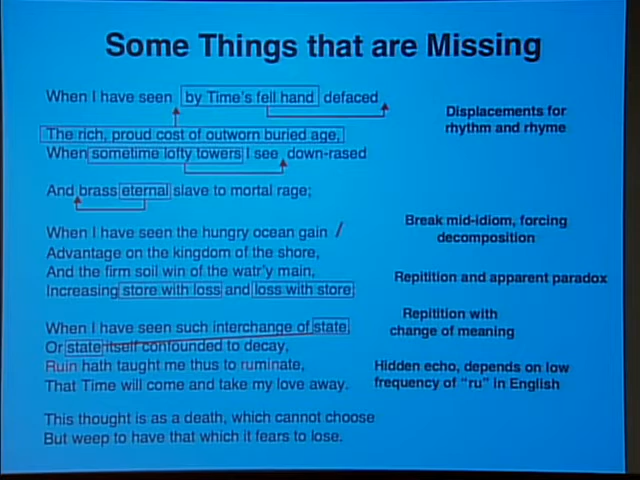 Some Things that are Missing
When I have seen by Time's fell hand defaced
The rich, proud cost of outworn buried age,
When sometime lofty towers I see down-rased
And brass eternal slave to mortal rage;
When I have seen the hungry ocean gain /
Advantage on the kingdom of the shore,
And the firm soil win of the watr'y main,
Increasing store with loss and loss with store;
When I have seen such interchange of state,
Or state itself confounded to decay,
Ruin hath taught me thus to ruminate,
That Time will come and take my love away.
This thought is as a death, which cannot choose
But weep to have that which it fears to lose.
Displacements for
rhythm and rhyme
Break mid-idiom, forcing
decomposition
Repitition and apparent paradox
Repitition with
change of meaning
Hidden echo, depends on low
frequency of "ru" in English